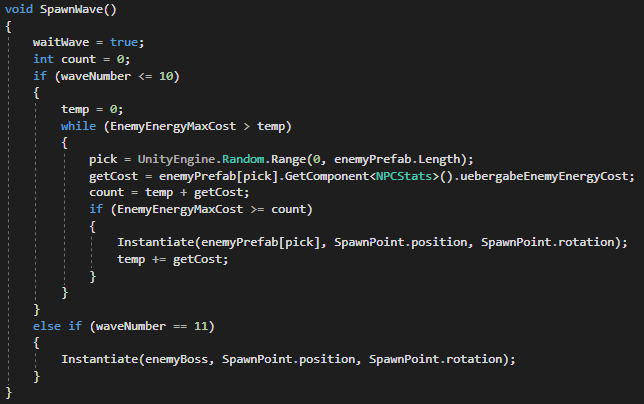 void SpawnWave()
{
waitWave = true;
int count = 0;
if (waveNumber <= 10)
{
temp = 0;
while (EnemyEnergyMaxCost > temp)
{
pick = UnityEngine.Random.Range(0, enemyPrefab.Length);
getCost = enemyPrefab[pick].GetComponent<NPCStats>().uebergabeEnemyEnergyCost;
count = temp + getCost;
if (EnemyEnergyMaxCost >= count)
{
Instantiate(enemyPrefab[pick], SpawnPoint.position, SpawnPoint.rotation);
temp += getCost;
}
}
}
else if (waveNumber == 11)
{
Instantiate(enemyBoss, SpawnPoint.position, SpawnPoint.rotation);
}
}